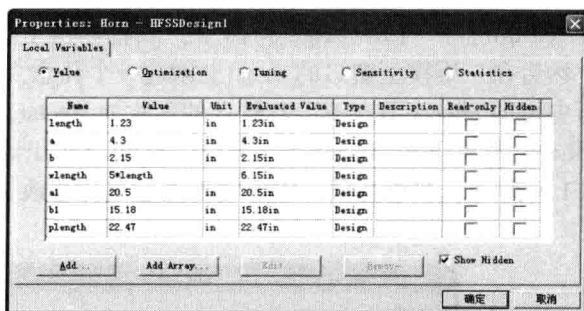 Properties: Horn - HFSSDesign1
Local Variables
Value Optimization Tuning Sensitivity Statistics
Name Value Unit Evaluated Value Type Description Read-only Hidden
length 1.23 in 1.23in Design
a 4.3 in 4.3in Design
b 2.15 in 2.15in Design
wlength 5*length 6.15in Design
a1 20.5 in 20.5in Design
b1 15.18 in 15.18in Design
plength 22.47 in 22.47in Design
Add... Add Array... Edit... Remove Show Hidden
确定 取消